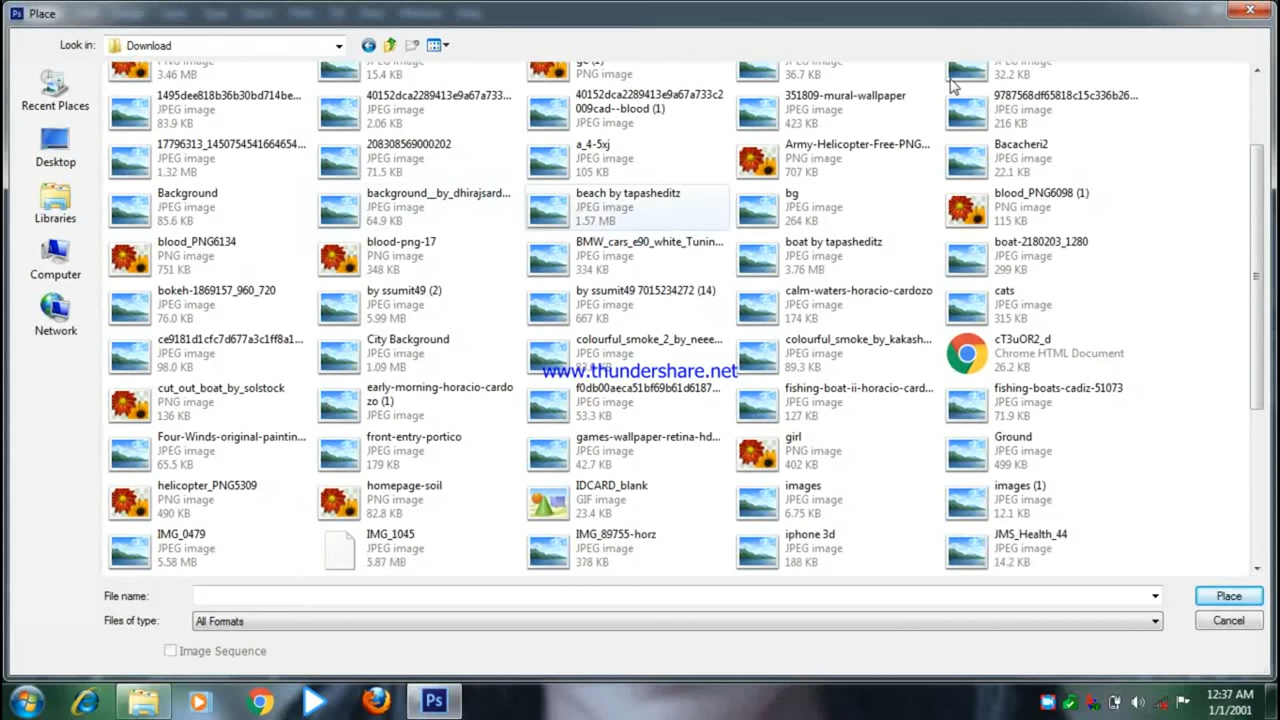 Place
Look in:
Download
Recent Places
Desktop
Libraries
Computer
Network
3.46 MB
15.4 KB
PNG image
36.7 KB
32.2 KB
1495dee818b36b30bd714be...
83.9 KB
40152dca2289413e9a67a733...
2.06 KB
40152dca2289413e9a67a733c2
009cad--blood (1)
JPEG image
351809-mural-wallpaper
JPEG image
423 KB
9787568df65818c15c336b26...
JPEG image
216 KB
17796313_1450754541664654...
JPEG image
1.32 MB
208308569000202
JPEG image
71.5 KB
a_4-5xj
JPEG image
105 KB
Army-Helicopter-Free-PNG...
PNG image
707 KB
Bacacheri2
JPEG image
22.1 KB
Background
JPEG image
85.6 KB
background__by_dhirajsard...
JPEG image
64.9 KB
beach by tapasheditz
JPEG image
1.57 MB
bg
JPEG image
264 KB
blood_PNG6098 (1)
PNG image
115 KB
blood_PNG6134
PNG image
751 KB
blood-png-17
PNG image
348 KB
BMW_cars_e90_white_Tunin...
JPEG image
334 KB
boat by tapasheditz
JPEG image
3.76 MB
boat-2180203_1280
JPEG image
299 KB
bokeh-1869157_960_720
JPEG image
76.0 KB
by ssumit49 (2)
JPEG image
5.99 MB
by ssumit49 7015234272 (14)
JPEG image
667 KB
calm-waters-horacio-cardozo
JPEG image
174 KB
cats
JPEG image
315 KB
ce9181d1cfc7d677a3c1ff8a1...
JPEG image
98.0 KB
City Background
JPEG image
1.09 MB
colourful_smoke_2_by_neee...
JPEG image
colourful_smoke_by_kakash...
JPEG image
89.3 KB
cT3uOR2_d
Chrome HTML Document
26.2 KB
www.thundershare.net
cut_out_boat_by_solstock
PNG image
136 KB
early-morning-horacio-cardo
zo (1)
JPEG image
f0db00aeca51bf69b61d6187...
JPEG image
53.3 KB
fishing-boat-ii-horacio-card...
JPEG image
127 KB
fishing-boats-cadiz-51073
JPEG image
71.9 KB
Four-Winds-original-paintin...
JPEG image
65.5 KB
front-entry-portico
JPEG image
179 KB
games-wallpaper-retina-hd...
JPEG image
42.7 KB
girl
PNG image
402 KB
Ground
JPEG image
499 KB
helicopter_PNG5309
PNG image
490 KB
homepage-soil
PNG image
82.8 KB
IDCARD_blank
GIF image
23.4 KB
images
JPEG image
6.75 KB
images (1)
JPEG image
12.1 KB
IMG_0479
JPEG image
5.58 MB
IMG_1045
JPEG image
5.87 MB
IMG_89755-horz
JPEG image
378 KB
iphone 3d
JPEG image
188 KB
JMS_Health_44
JPEG image
14.2 KB
File name:
Place
Files of type:
All Formats
Cancel
Image Sequence
12:37 AM
1/1/2001